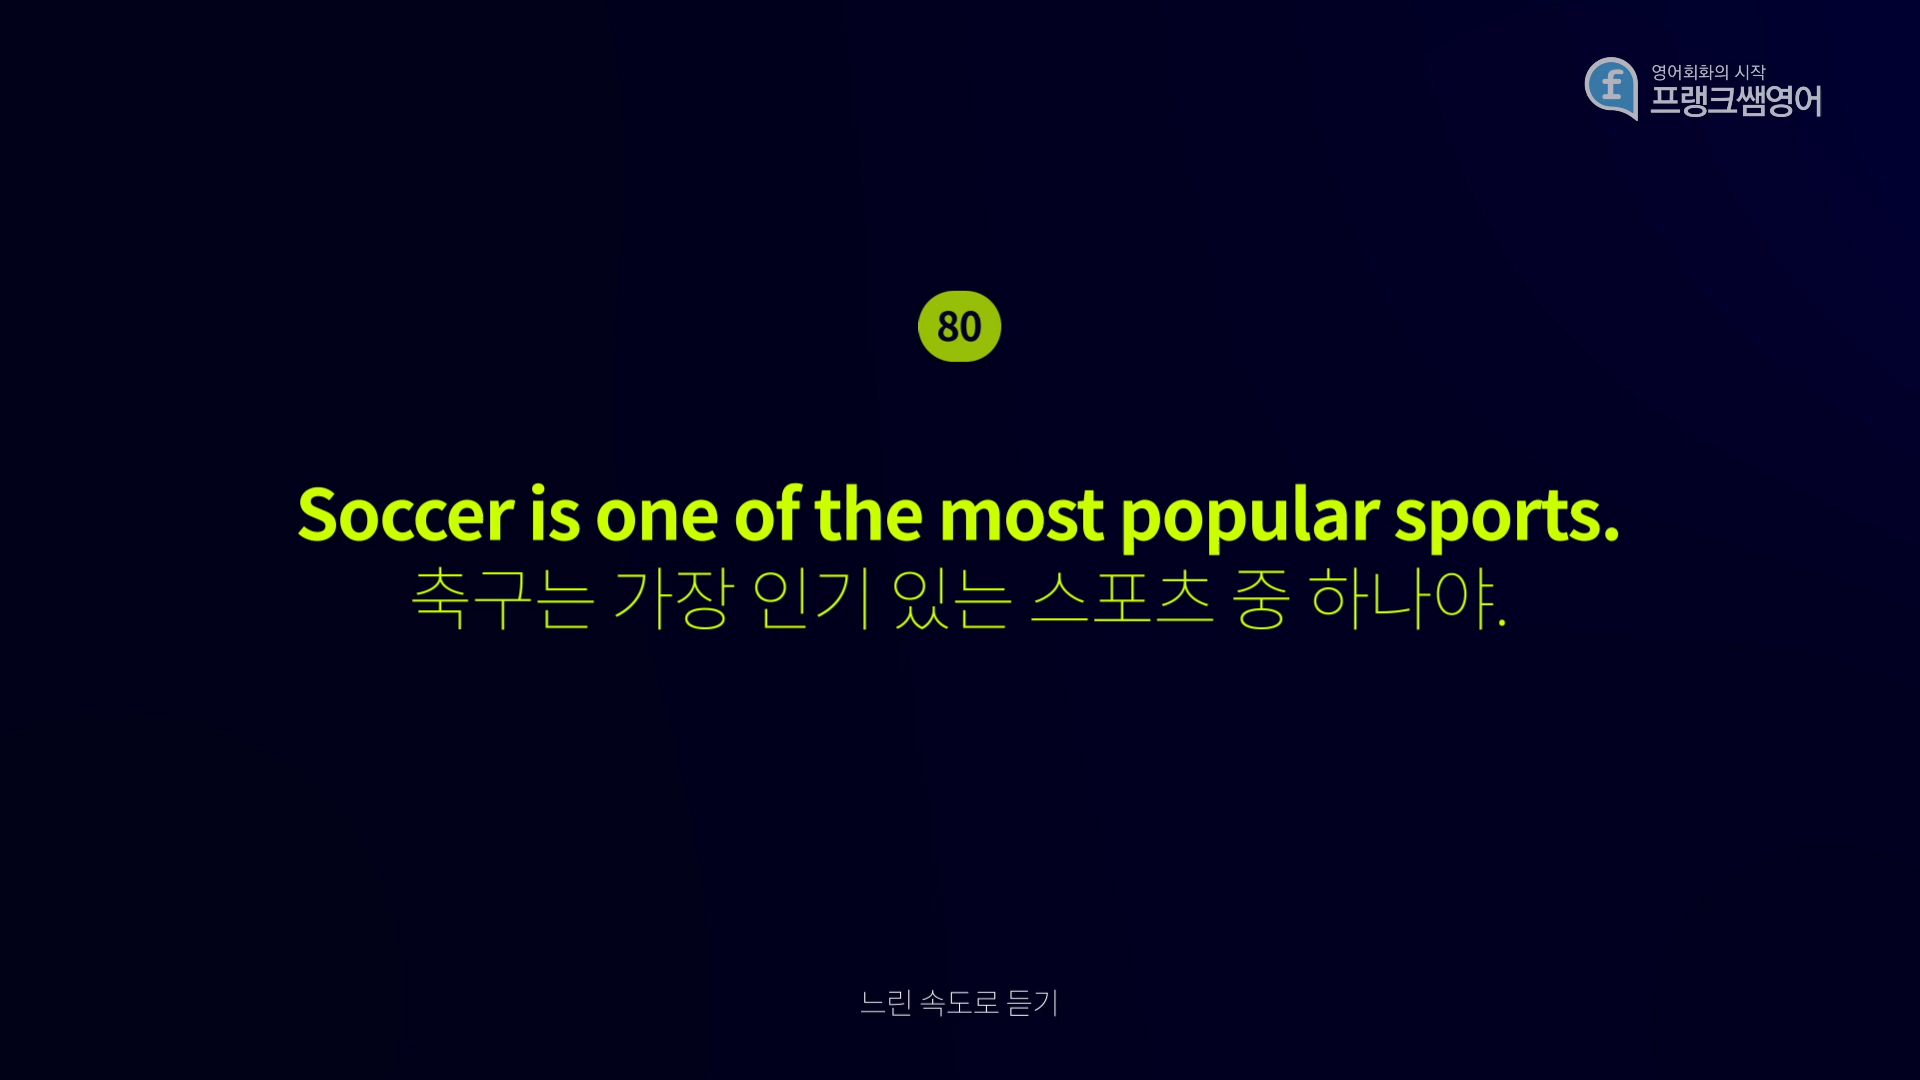 영어회화의 시작
프랭크쌤영어
80
Soccer is one of the most popular sports.
축구는 가장 인기 있는 스포츠 중 하나야.
느린 속도로 듣기